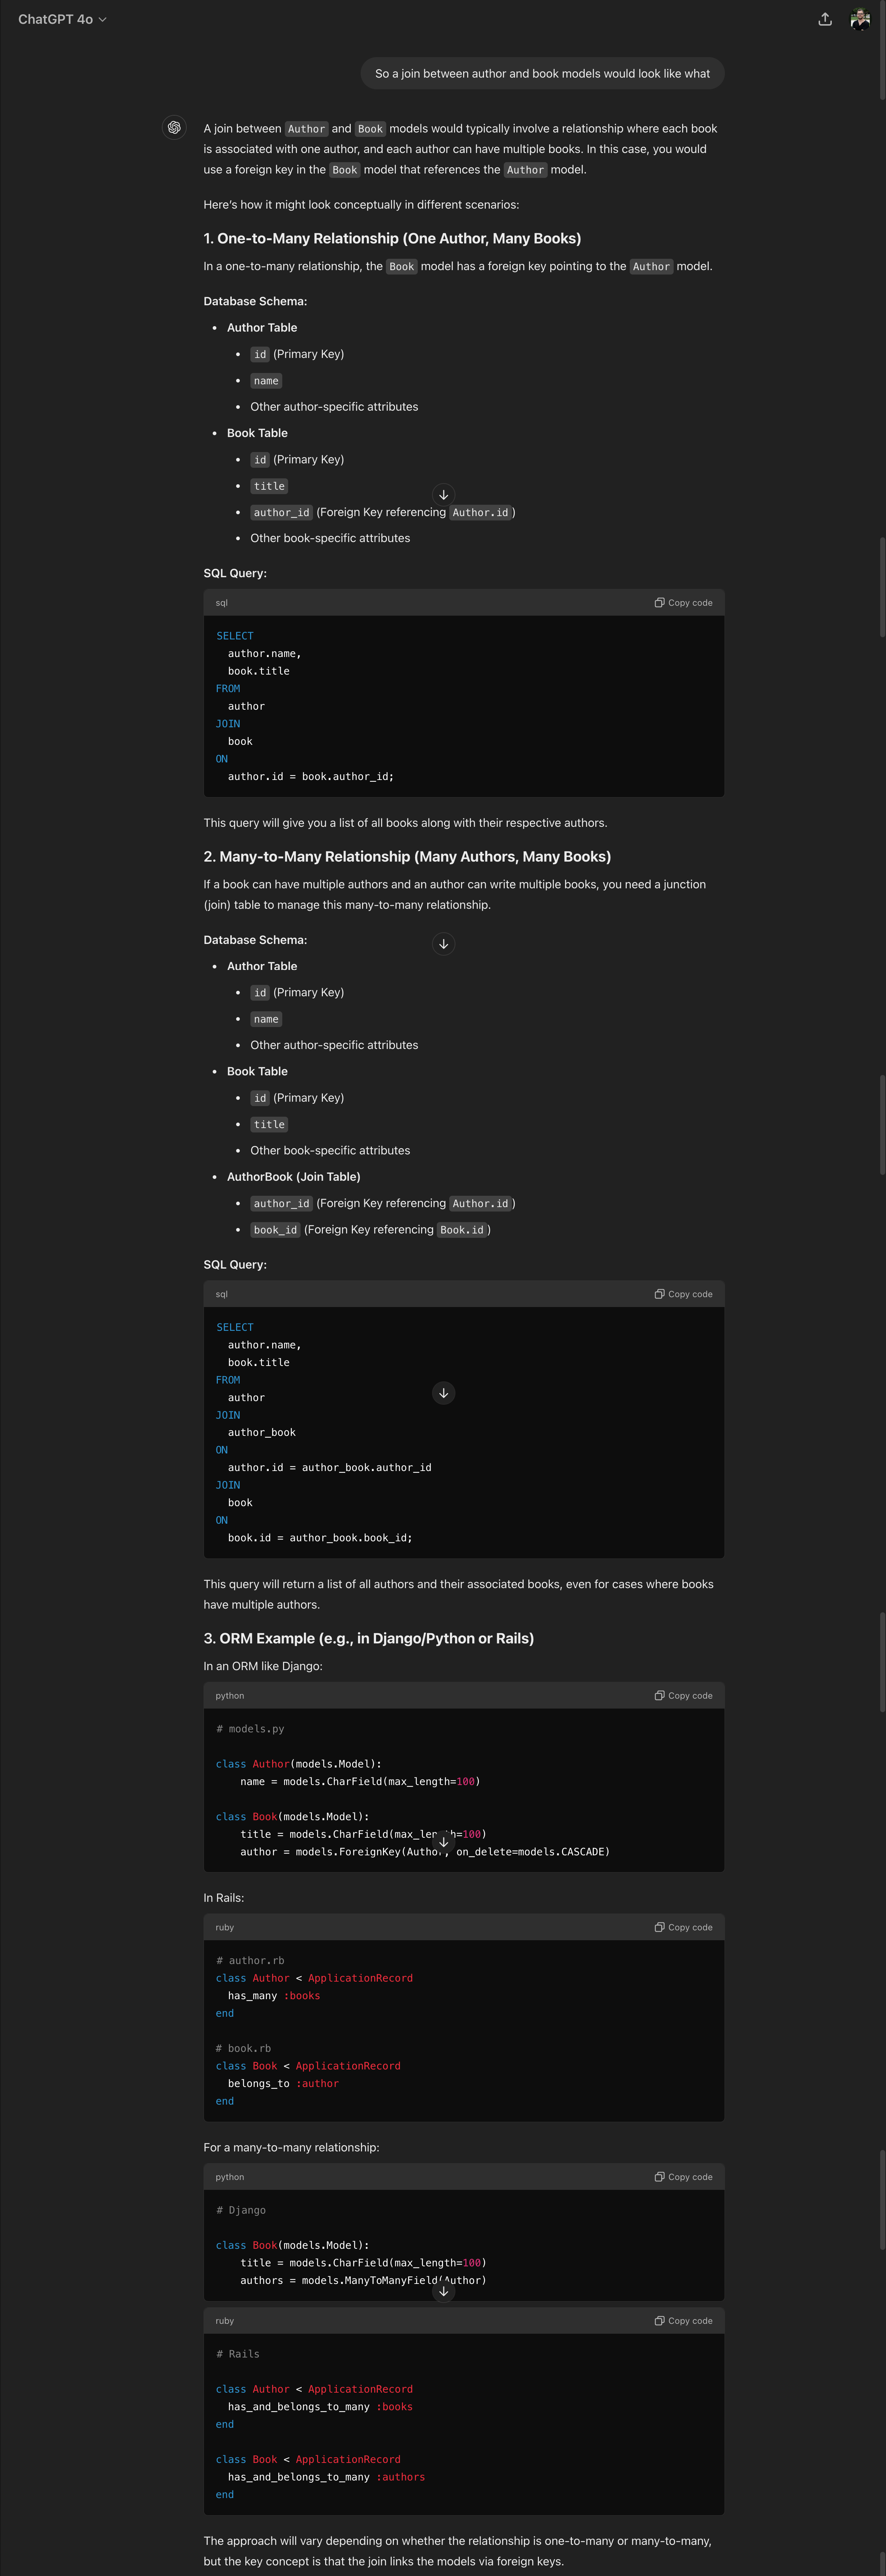 ChatGPT 4o
So a join between author and book models would look like what
A join between Author and Book models would typically involve a relationship where each book
is associated with one author, and each author can have multiple books. In this case, you would
use a foreign key in the Book model that references the Author model.
Here's how it might look conceptually in different scenarios:
1. One-to-Many Relationship (One Author, Many Books)
In a one-to-many relationship, the Book model has a foreign key pointing to the Author model.
Database Schema:
• Author Table
• id (Primary Key)
• name
• Other author-specific attributes
• Book Table
• id (Primary Key)
• title
• author_id (Foreign Key referencing Author.id)
• Other book-specific attributes
SQL Query:
sql Copy code
SELECT
author.name,
book.title
FROM
author
JOIN
book
ON
author.id = book.author_id;
This query will give you a list of all books along with their respective authors.
2. Many-to-Many Relationship (Many Authors, Many Books)
If a book can have multiple authors and an author can write multiple books, you need a junction
(join) table to manage this many-to-many relationship.
Database Schema:
• Author Table
• id (Primary Key)
• name
• Other author-specific attributes
• Book Table
• id (Primary Key)
• title
• Other book-specific attributes
• AuthorBook (Join Table)
• author_id (Foreign Key referencing Author.id)
• book_id (Foreign Key referencing Book.id)
SQL Query:
sql Copy code
SELECT
author.name,
book.title
FROM
author
JOIN
author_book
ON
author.id = author_book.author_id
JOIN
book
ON
book.id = author_book.book_id;
This query will return a list of all authors and their associated books, even for cases where books
have multiple authors.
3. ORM Example (e.g., in Django/Python or Rails)
In an ORM like Django:
python Copy code
# models.py
class Author(models.Model):
name = models.CharField(max_length=100)
class Book(models.Model):
title = models.CharField(max_length=100)
author = models.ForeignKey(Author, on_delete=models.CASCADE)
In Rails:
ruby Copy code
# author.rb
class Author < ApplicationRecord
has_many :books
end
# book.rb
class Book < ApplicationRecord
belongs_to :author
end
For a many-to-many relationship:
python Copy code
# Django
class Book(models.Model):
title = models.CharField(max_length=100)
authors = models.ManyToManyField(Author)
ruby Copy code
# Rails
class Author < ApplicationRecord
has_and_belongs_to_many :books
end
class Book < ApplicationRecord
has_and_belongs_to_many :authors
end
The approach will vary depending on whether the relationship is one-to-many or many-to-many,
but the key concept is that the join links the models via foreign keys.